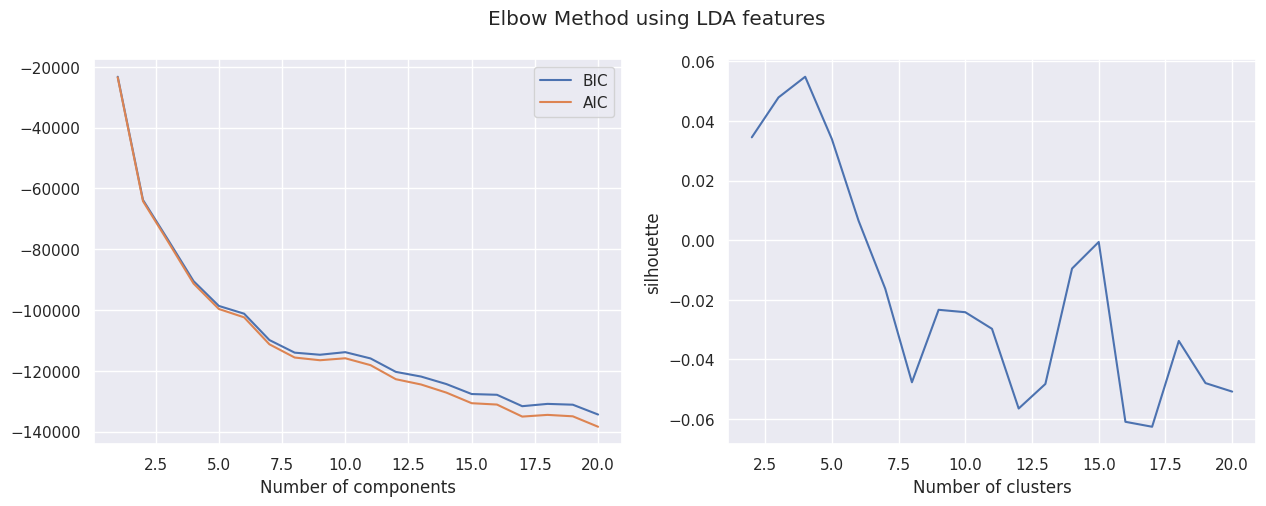 Elbow Method using LDA features
−20000
−40000
−60000
−80000
−100000
−120000
−140000
BIC
AIC
2.5 5.0 7.5 10.0 12.5 15.0 17.5 20.0
Number of components
0.06
0.04
0.02
0.00
−0.02
−0.04
−0.06
silhouette
2.5 5.0 7.5 10.0 12.5 15.0 17.5 20.0
Number of clusters